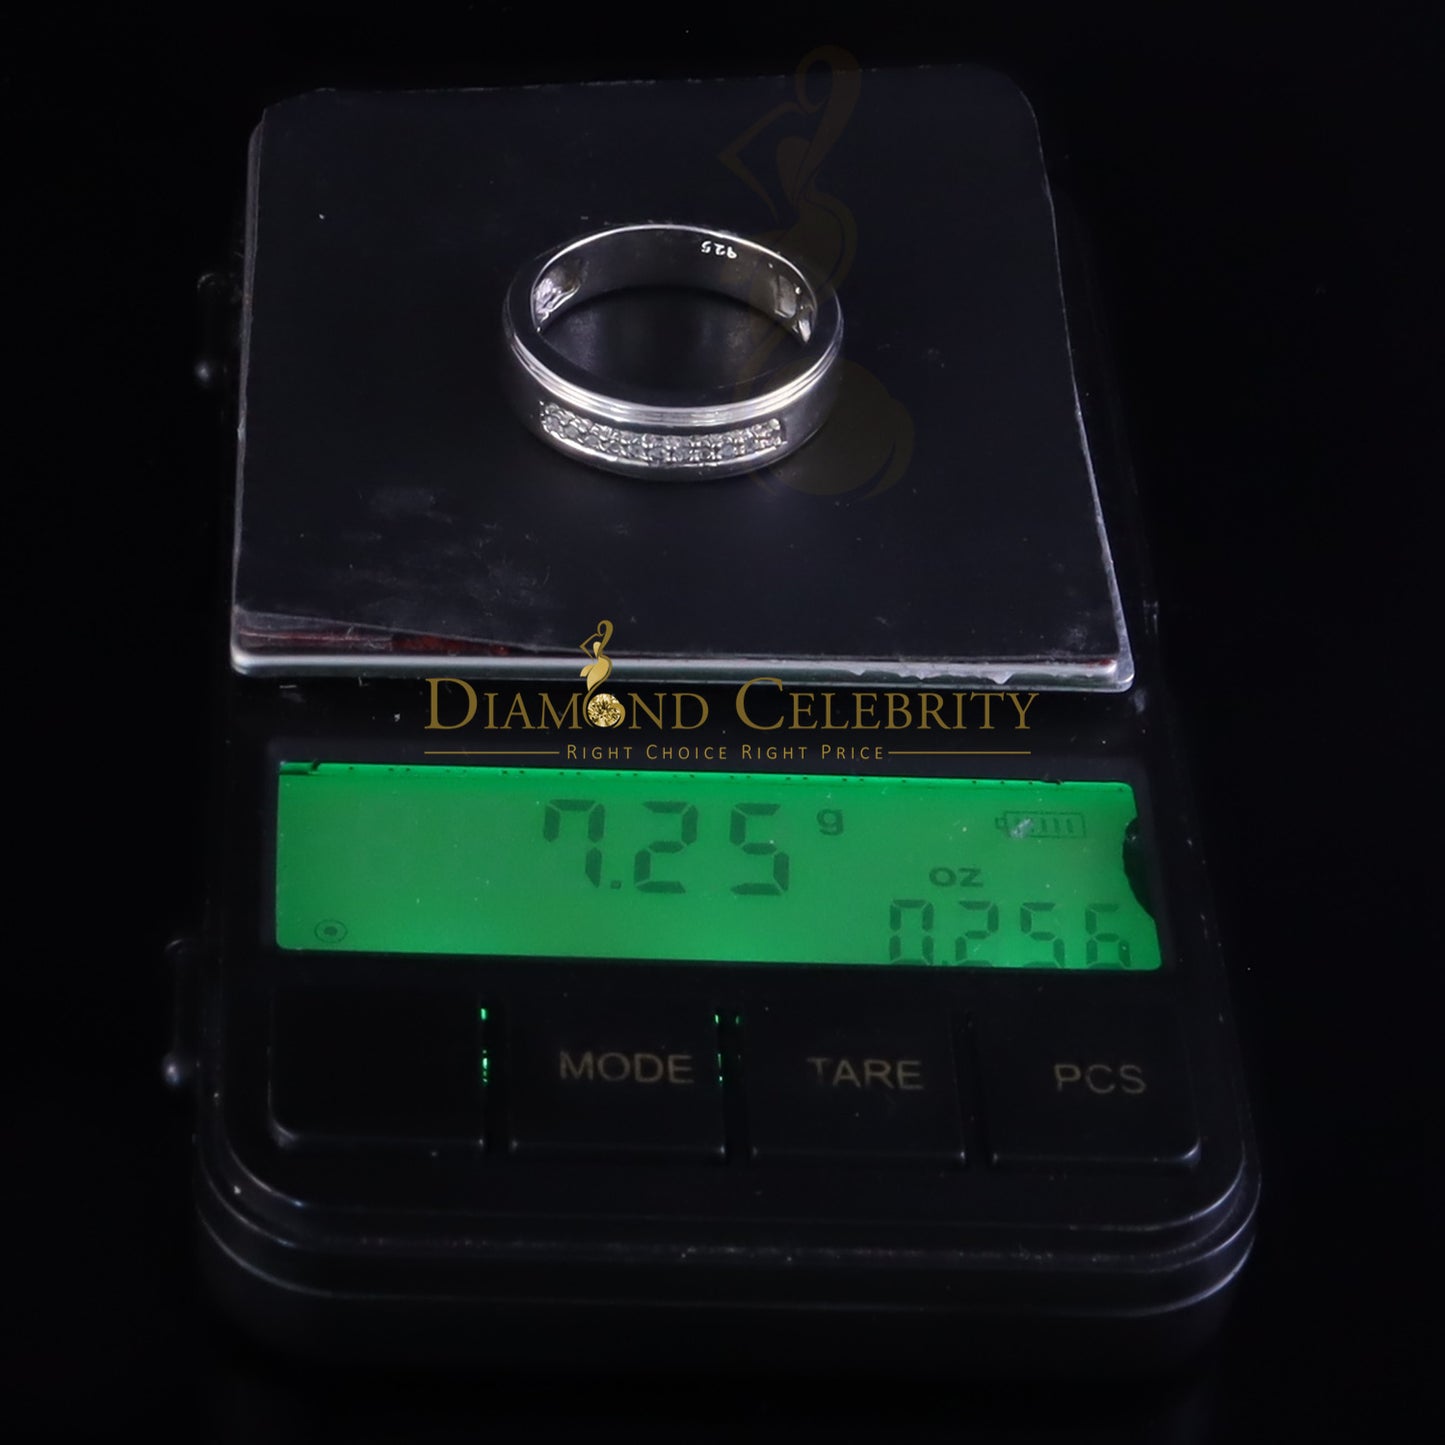 925
DIAMOND CELEBRITY
RIGHT CHOICE RIGHT PRICE
7.25 g
oz
0.256
MODE TARE PCS